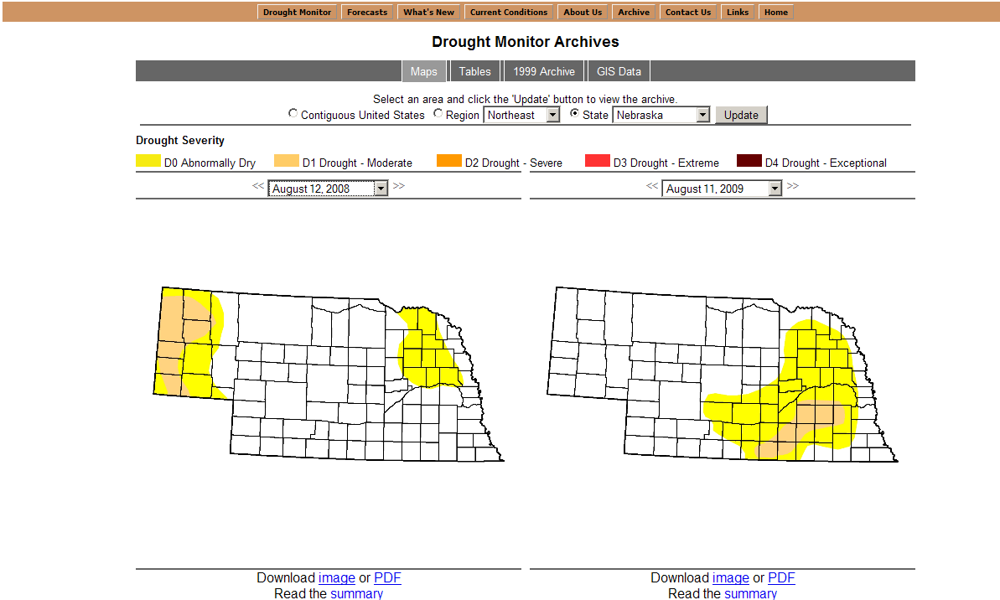 Drought Monitor Forecasts What's New Current Conditions About Us Archive Contact Us Links Home
Drought Monitor Archives
Maps Tables 1999 Archive GIS Data
Select an area and click the 'Update' button to view the archive.
Contiguous United States Region Northeast State Nebraska Update
Drought Severity
D0 Abnormally Dry D1 Drought - Moderate D2 Drought - Severe D3 Drought - Extreme D4 Drought - Exceptional
<< August 12, 2008 >> << August 11, 2009 >>
Download image or PDF Download image or PDF
Read the summary Read the summary